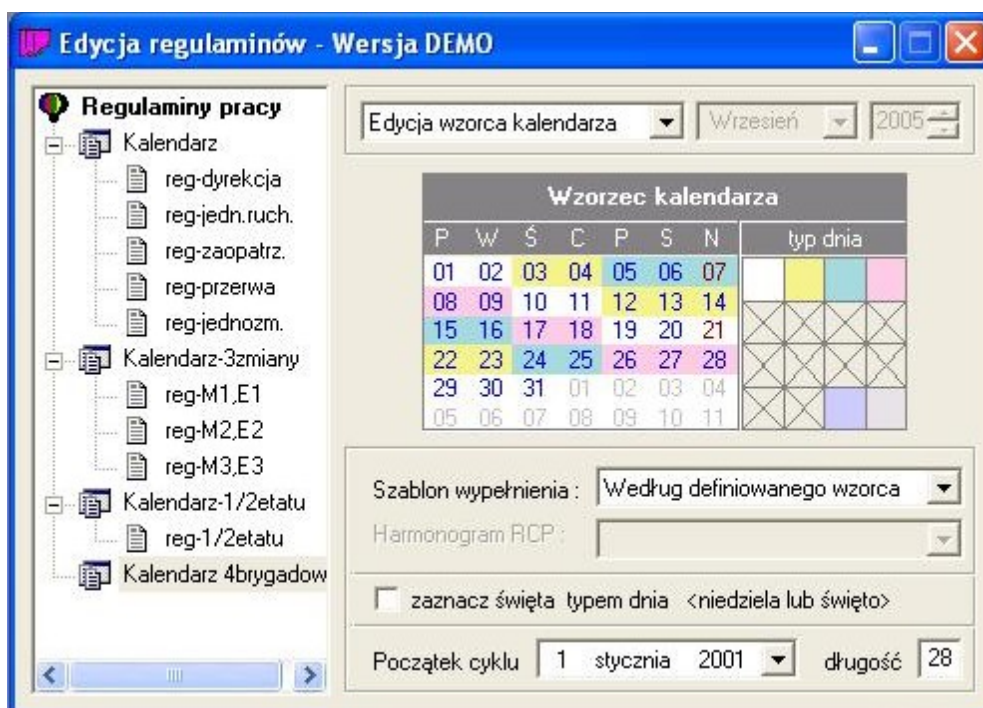 Edycja regulaminów - Wersja DEMO
Regulaminy pracy
Kalendarz
reg-dyrekcja
reg-jedn.ruch.
reg-zaopatrz.
reg-przerwa
reg-jednozm.
Kalendarz-3zmiany
reg-M1,E1
reg-M2,E2
reg-M3,E3
Kalendarz-1/2etatu
reg-1/2etatu
Kalendarz 4brygadow
Edycja wzorca kalendarza Wrzesień 2005
Wzorzec kalendarza
P W Ś C P S N typ dnia
01 02 03 04 05 06 07
08 09 10 11 12 13 14
15 16 17 18 19 20 21
22 23 24 25 26 27 28
29 30 31 01 02 03 04
05 06 07 08 09 10 11
Szablon wypełnienia : Według definiowanego wzorca
Harmonogram RCP :
zaznacz święta typem dnia <niedziela lub święto>
Początek cyklu 1 stycznia 2001 długość 28